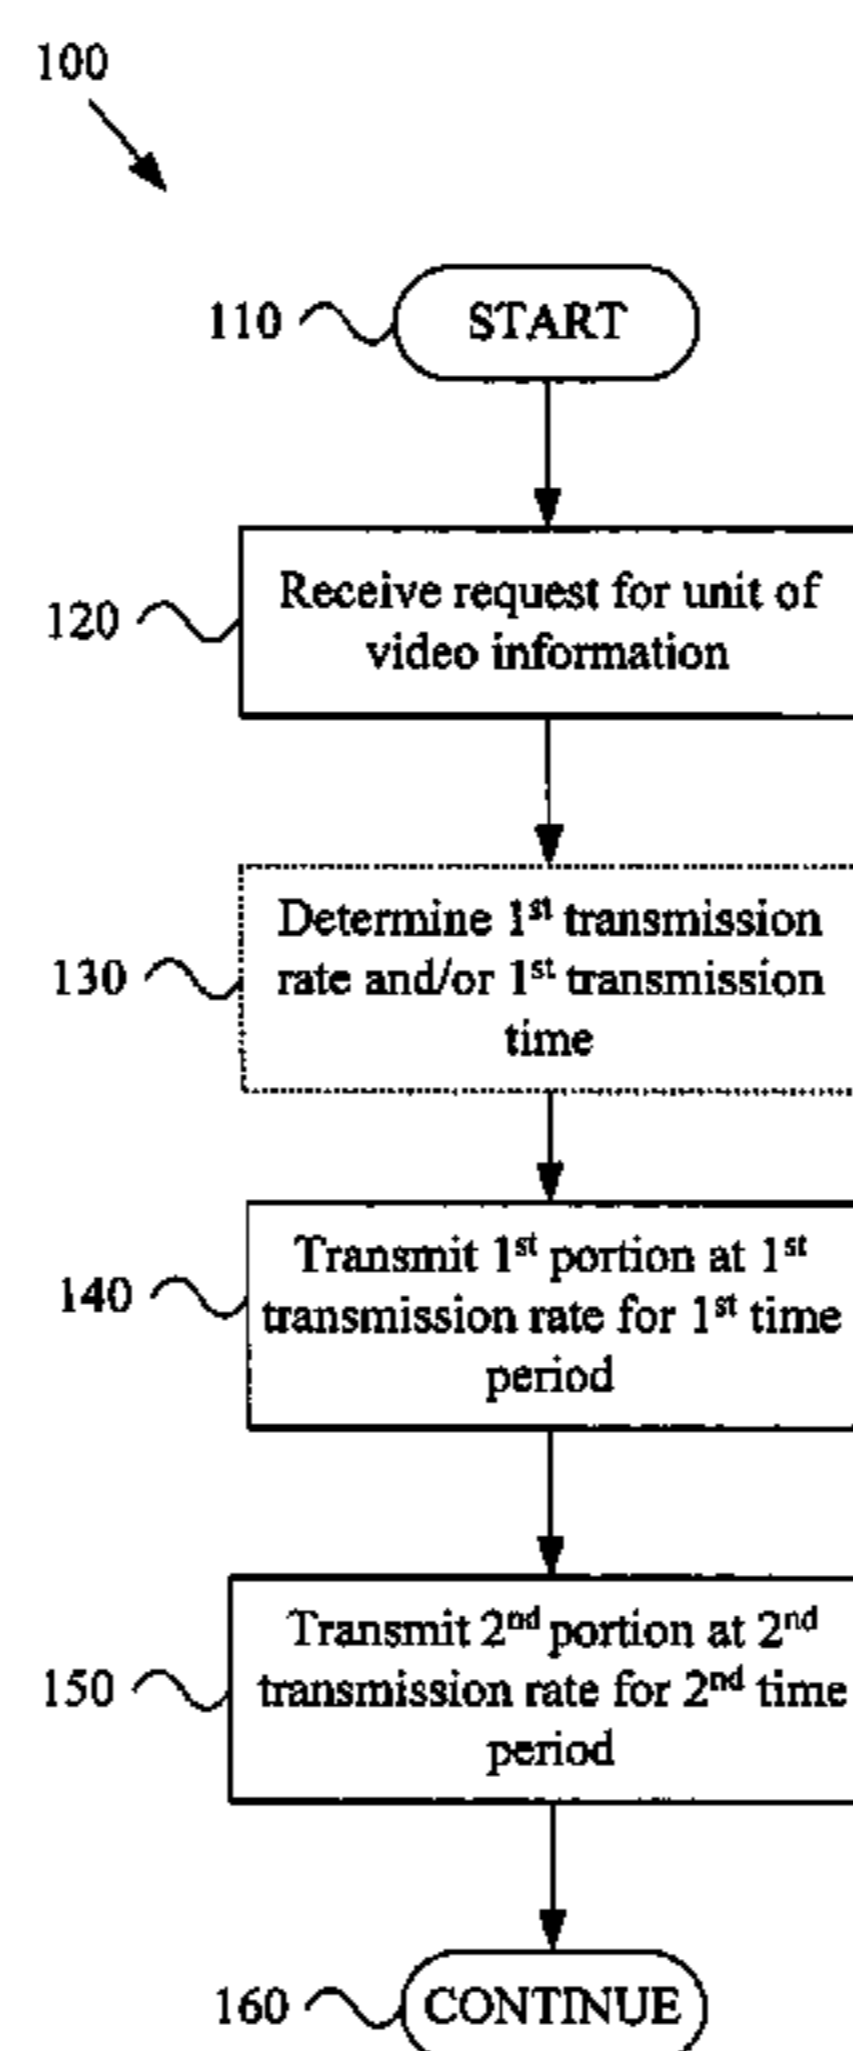 100
110
START
120
Receive request for unit of
video information
130
Determine 1st transmission
rate and/or 1st transmission
time
140
Transmit 1st portion at 1st
transmission rate for 1st time
period
150
Transmit 2nd portion at 2nd
transmission rate for 2nd time
period
160
CONTINUE